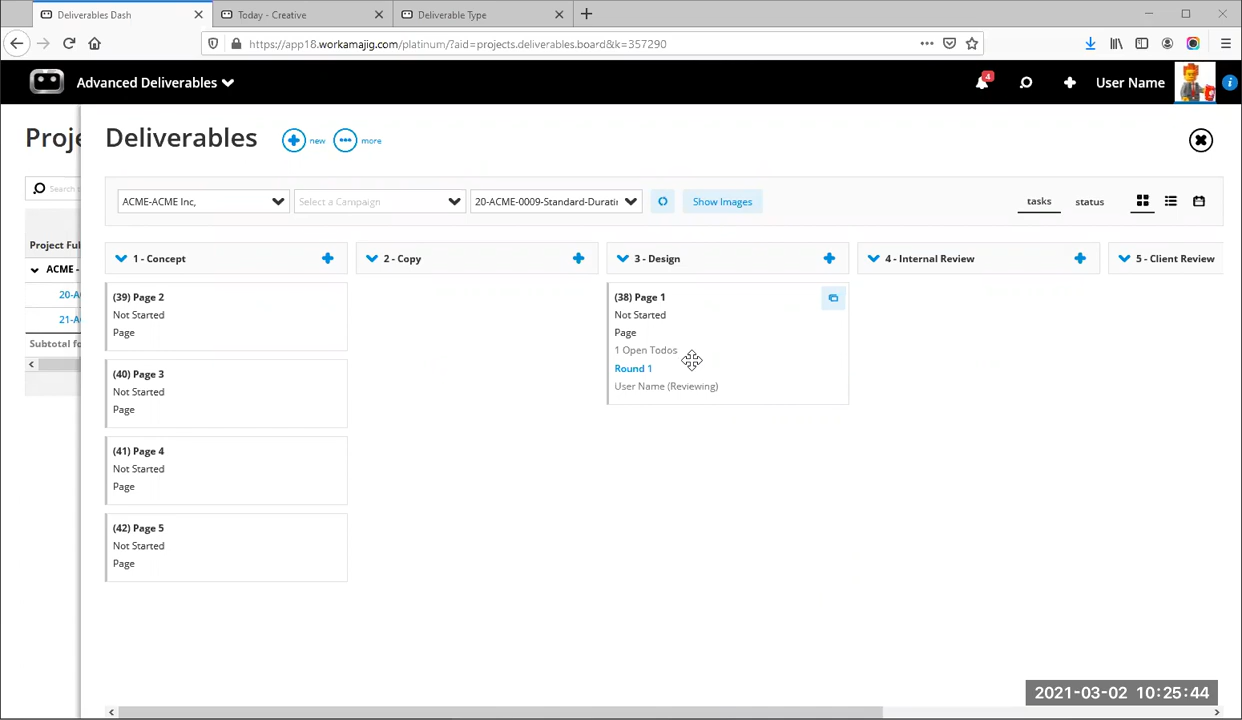 Deliverables Dash
Today - Creative
Deliverable Type
https://app18.workamajig.com/platinum/?aid=projects.deliverables.board&k=357290
Advanced Deliverables
4
User Name
i
Proje
Deliverables
new
more
Search
ACME-ACME Inc,
Select a Campaign
20-ACME-0009-Standard-Duratin
Show Images
tasks
status
Project Ful
ACME -
20-A
21-A
Subtotal fo
1 - Concept
2 - Copy
3 - Design
4 - Internal Review
5 - Client Review
(39) Page 2
Not Started
Page
(40) Page 3
Not Started
Page
(41) Page 4
Not Started
Page
(42) Page 5
Not Started
Page
(38) Page 1
Not Started
Page
1 Open Todos
Round 1
User Name (Reviewing)
2021-03-02 10:25:44